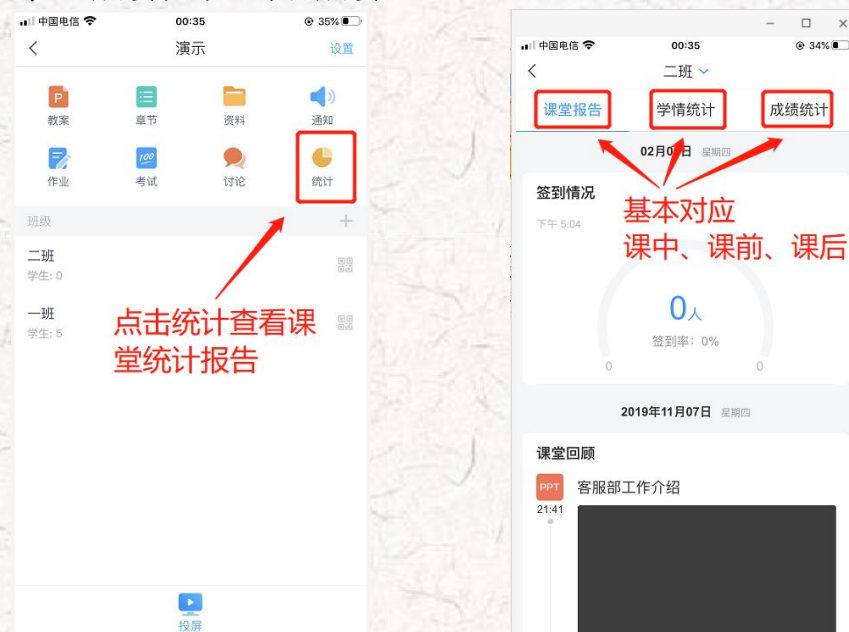 中国电信 00:35 35%
演示 设置
教案 章节 资料 通知
作业 考试 讨论 统计
班级
二班
学生: 0
一班
学生: 5
点击统计查看课
堂统计报告
投屏
中国电信 00:35 34%
二班
课堂报告 学情统计 成绩统计
星期四
签到情况
下午 5:04
基本对应
课中、课前、课后
0人
签到率：0%
0 0
2019年11月07日 星期四
课堂回顾
PPT 客服部工作介绍
21:41